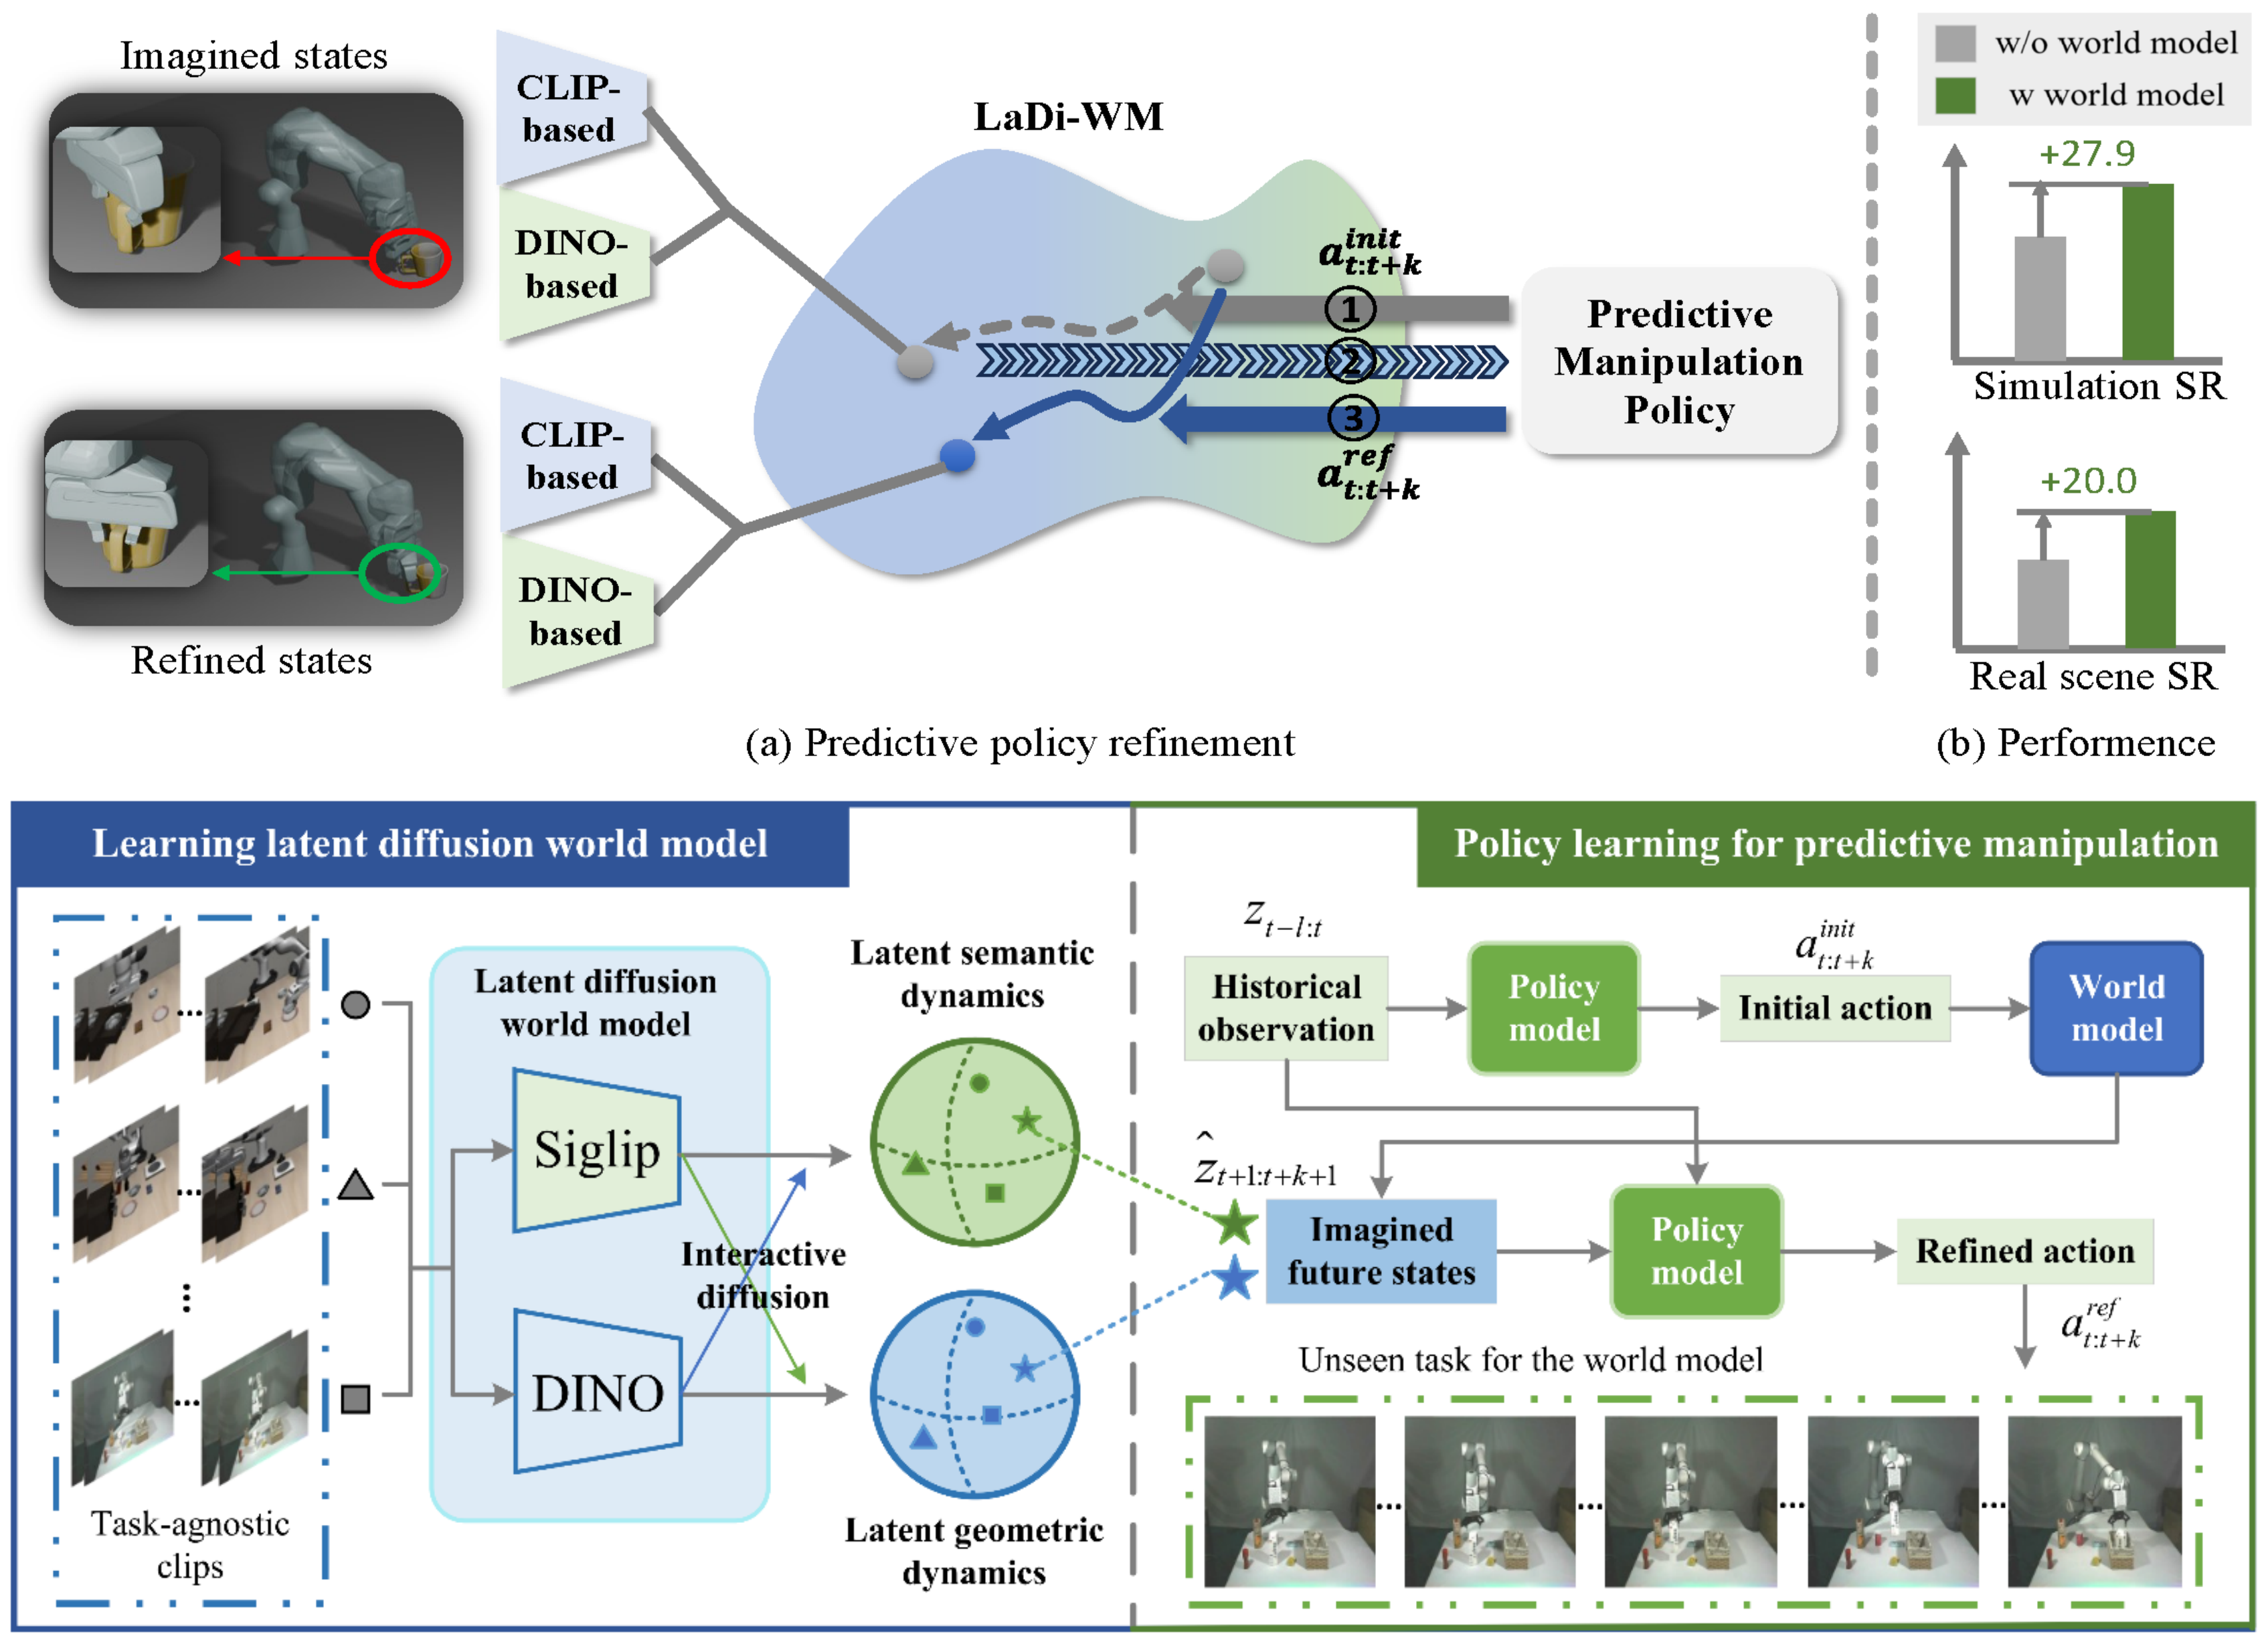 Imagined states
CLIP-
based
DINO-
based
CLIP-
based
DINO-
based
Refined states
LaDi-WM
a^{init}_{t:t+k}
1
2
3
a^{ref}_{t:t+k}
Predictive
Manipulation
Policy
(a) Predictive policy refinement
w/o world model
w world model
+27.9
Simulation SR
+20.0
Real scene SR
(b) Performence
Learning latent diffusion world model
Task-agnostic
clips
Latent diffusion
world model
Siglip
DINO
Interactive
diffusion
Latent semantic
dynamics
Latent geometric
dynamics
Policy learning for predictive manipulation
z_{t-l:t}
Historical
observation
Policy
model
a^{init}_{t:t+k}
Initial action
World
model
ẑ_{t+1:t+k+1}
Imagined
future states
Policy
model
Refined action
a^{ref}_{t:t+k}
Unseen task for the world model